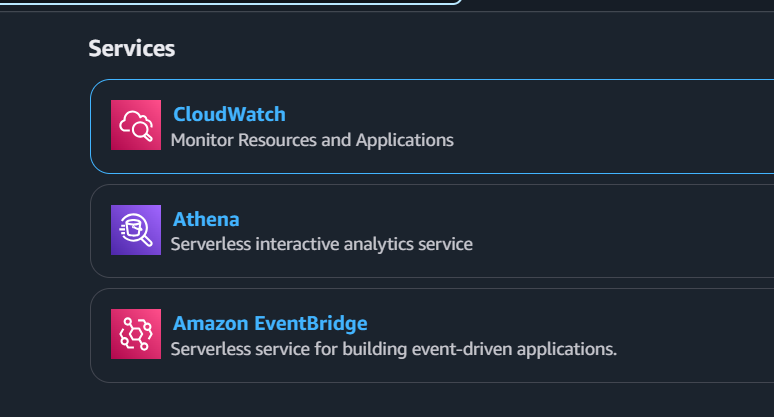 Services
CloudWatch
Monitor Resources and Applications
Athena
Serverless interactive analytics service
Amazon EventBridge
Serverless service for building event-driven applications.